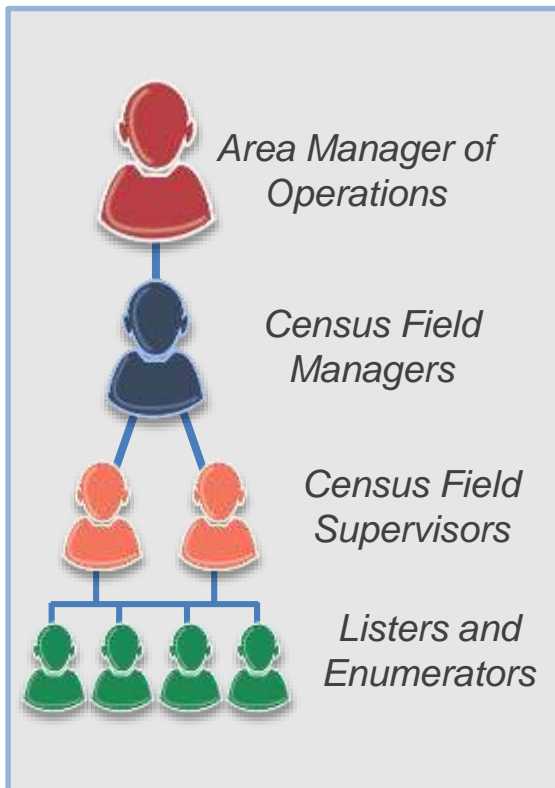 Area Manager of
Operations
Census Field
Managers
Census Field
Supervisors
Listers and
Enumerators